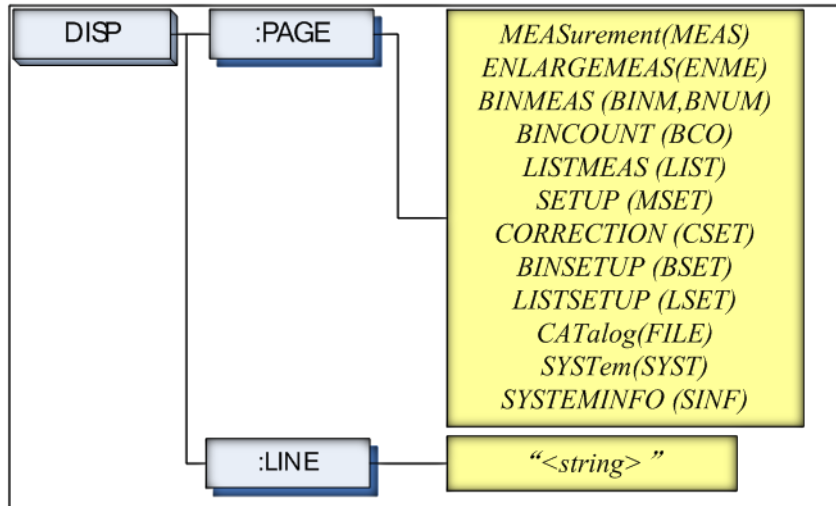 DISP
:PAGE
MEASurement(MEAS)
ENLARGEMEAS(ENME)
BINMEAS (BINM,BNUM)
BINCOUNT (BCO)
LISTMEAS (LIST)
SETUP (MSET)
CORRECTION (CSET)
BINSETUP (BSET)
LISTSETUP (LSET)
CATalog(FILE)
SYSTem(SYST)
SYSTEMINFO (SINF)
:LINE
“<string> ”